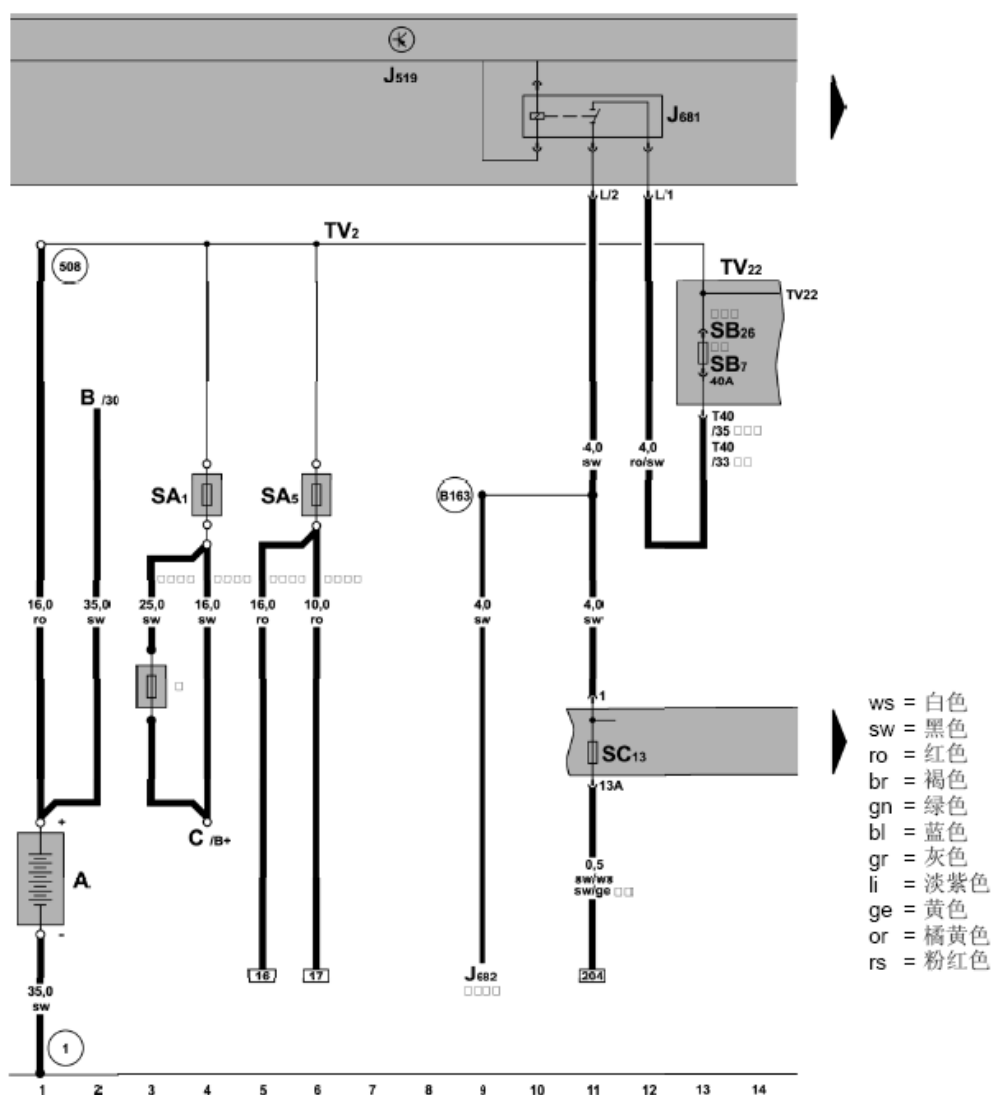 J519
J681
L/2
L/1
TV2
508
TV22
TV22
SB26
SB7
40A
T40
/35
T40
/33
B /30
4,0
sw
4,0
ro/sw
SA1
SA5
B163
16,0
ro
35,0
sw
25,0
sw
16,0
sw
16,0
ro
10,0
ro
4,0
sw
4,0
sw
1
SC13
13A
+
C /B+
A
-
0,5
sw/ws
sw/ge
16
17
J682
204
35,0
sw
1
1 2 3 4 5 6 7 8 9 10 11 12 13 14
ws = 白色
sw = 黑色
ro = 红色
br = 褐色
gn = 绿色
bl = 蓝色
gr = 灰色
li = 淡紫色
ge = 黄色
or = 橘黄色
rs = 粉红色